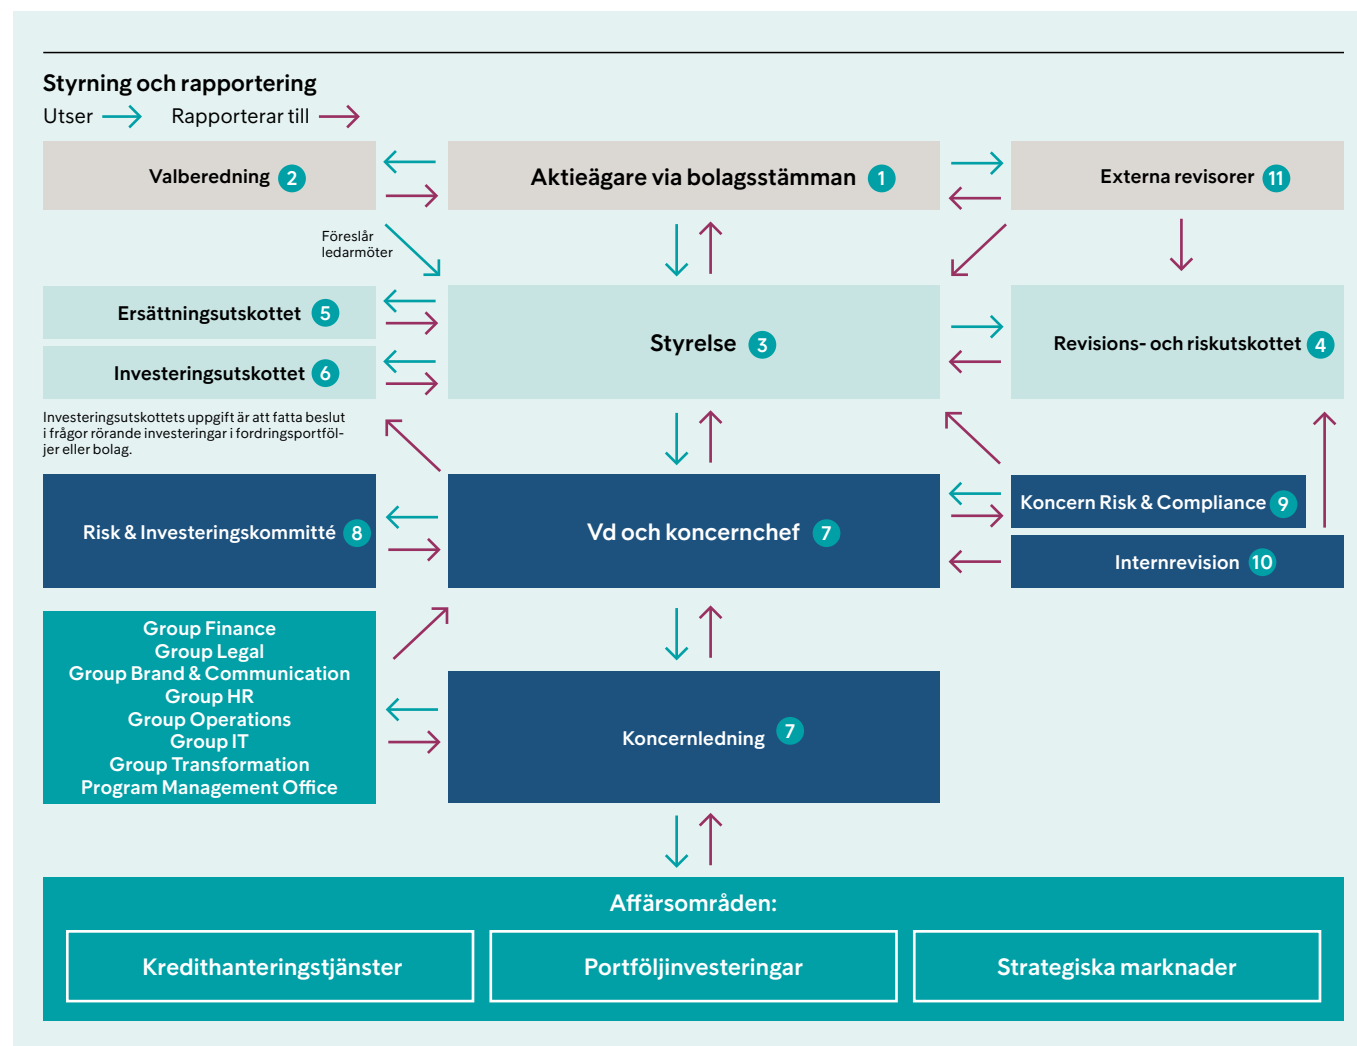 Styrning och rapportering
Utser
Rapporterar till
Valberedning 2
Aktieägare via bolagsstämman 1
Externa revisorer 11
Föreslår
ledarmöter
Ersättningsutskottet 5
Styrelse 3
Revisions- och riskutskottet 4
Investeringsutskottet 6
Investeringsutskottets uppgift är att fatta beslut
i frågor rörande investeringar i fordringsportföl-
jer eller bolag.
Risk & Investeringskommitté 8
Vd och koncernchef 7
Koncern Risk & Compliance 9
Internrevision 10
Group Finance
Group Legal
Group Brand & Communication
Group HR
Group Operations
Group IT
Group Transformation
Program Management Office
Koncernledning 7
Affärsområden:
Kredithanteringstjänster
Portföljinvesteringar
Strategiska marknader